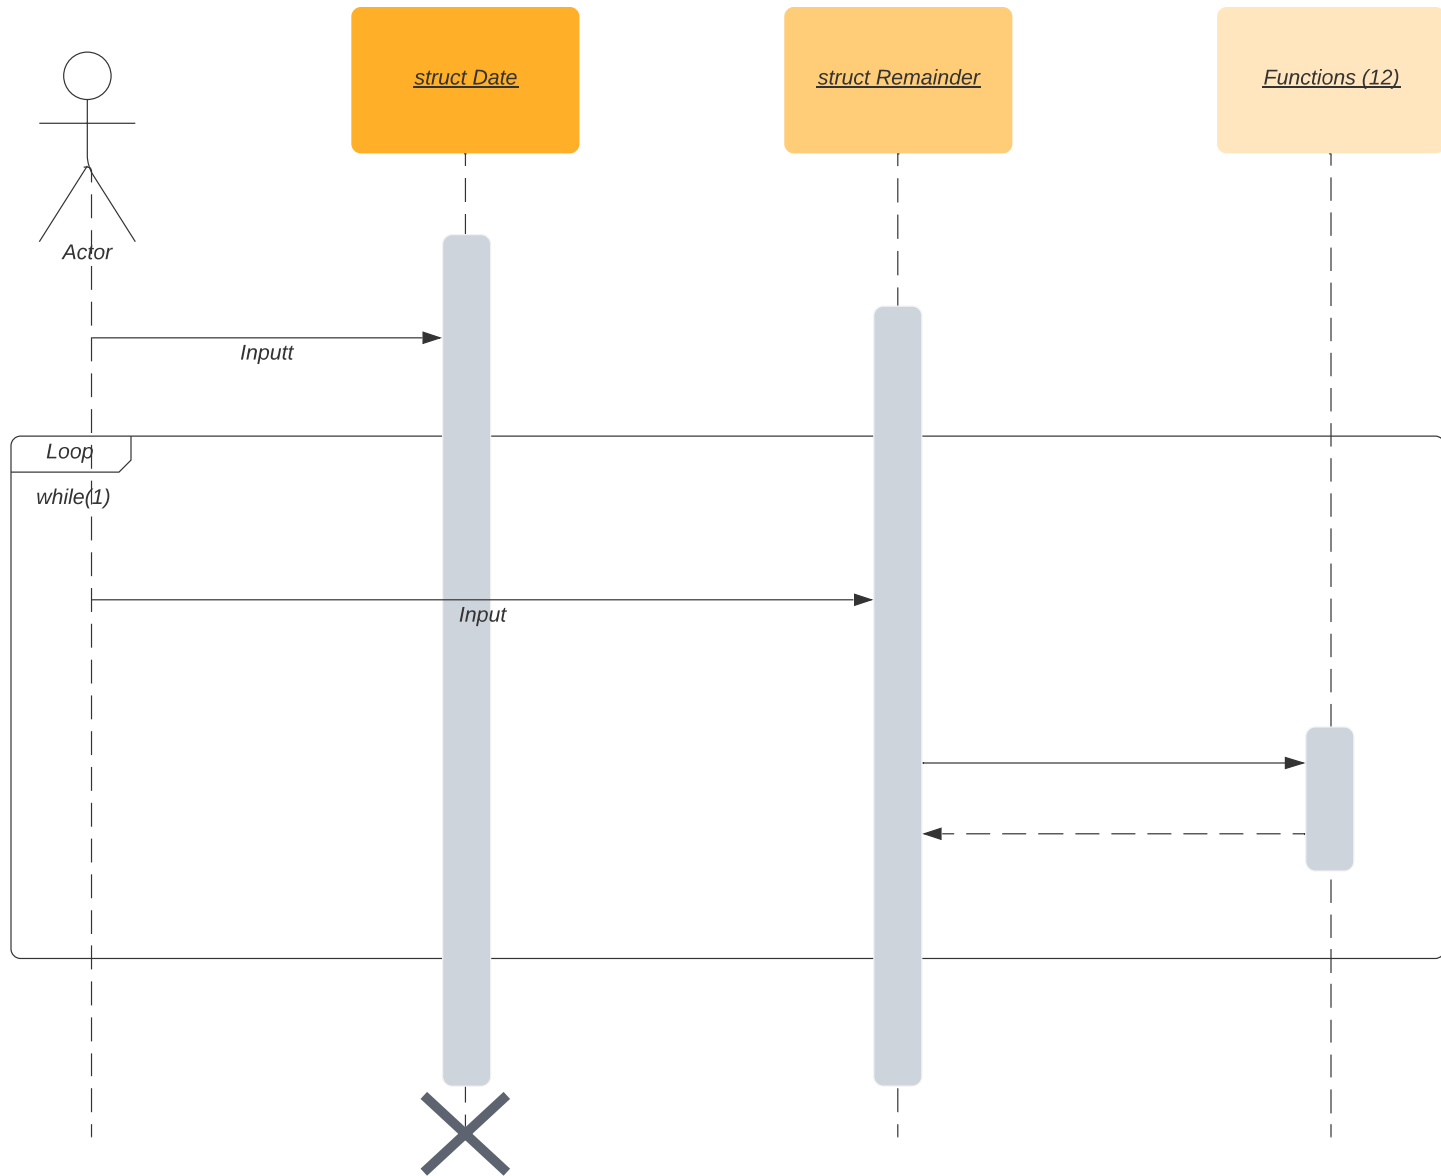 struct Date
struct Remainder
Functions (12)
Actor
Inputt
Loop
while(1)
Input